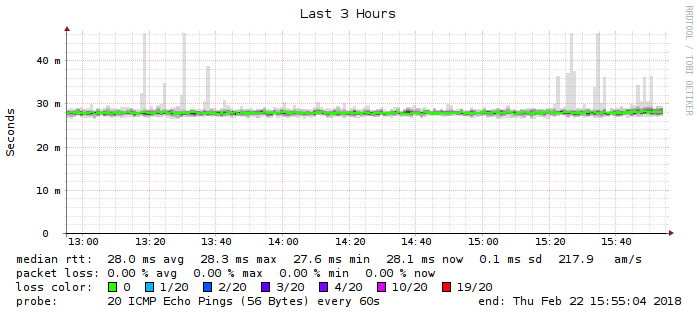 Last 3 Hours
RRDTOOL / TOBI OETIKER
Seconds
40 m
30 m
20 m
10 m
0
13:00 13:20 13:40 14:00 14:20 14:40 15:00 15:20 15:40
median rtt: 28.0 ms avg 28.3 ms max 27.6 ms min 28.1 ms now 0.1 ms sd 217.9 am/s
packet loss: 0.00 % avg 0.00 % max 0.00 % min 0.00 % now
loss color: 0 1/20 2/20 3/20 4/20 10/20 19/20
probe: 20 ICMP Echo Pings (56 Bytes) every 60s end: Thu Feb 22 15:55:04 2018